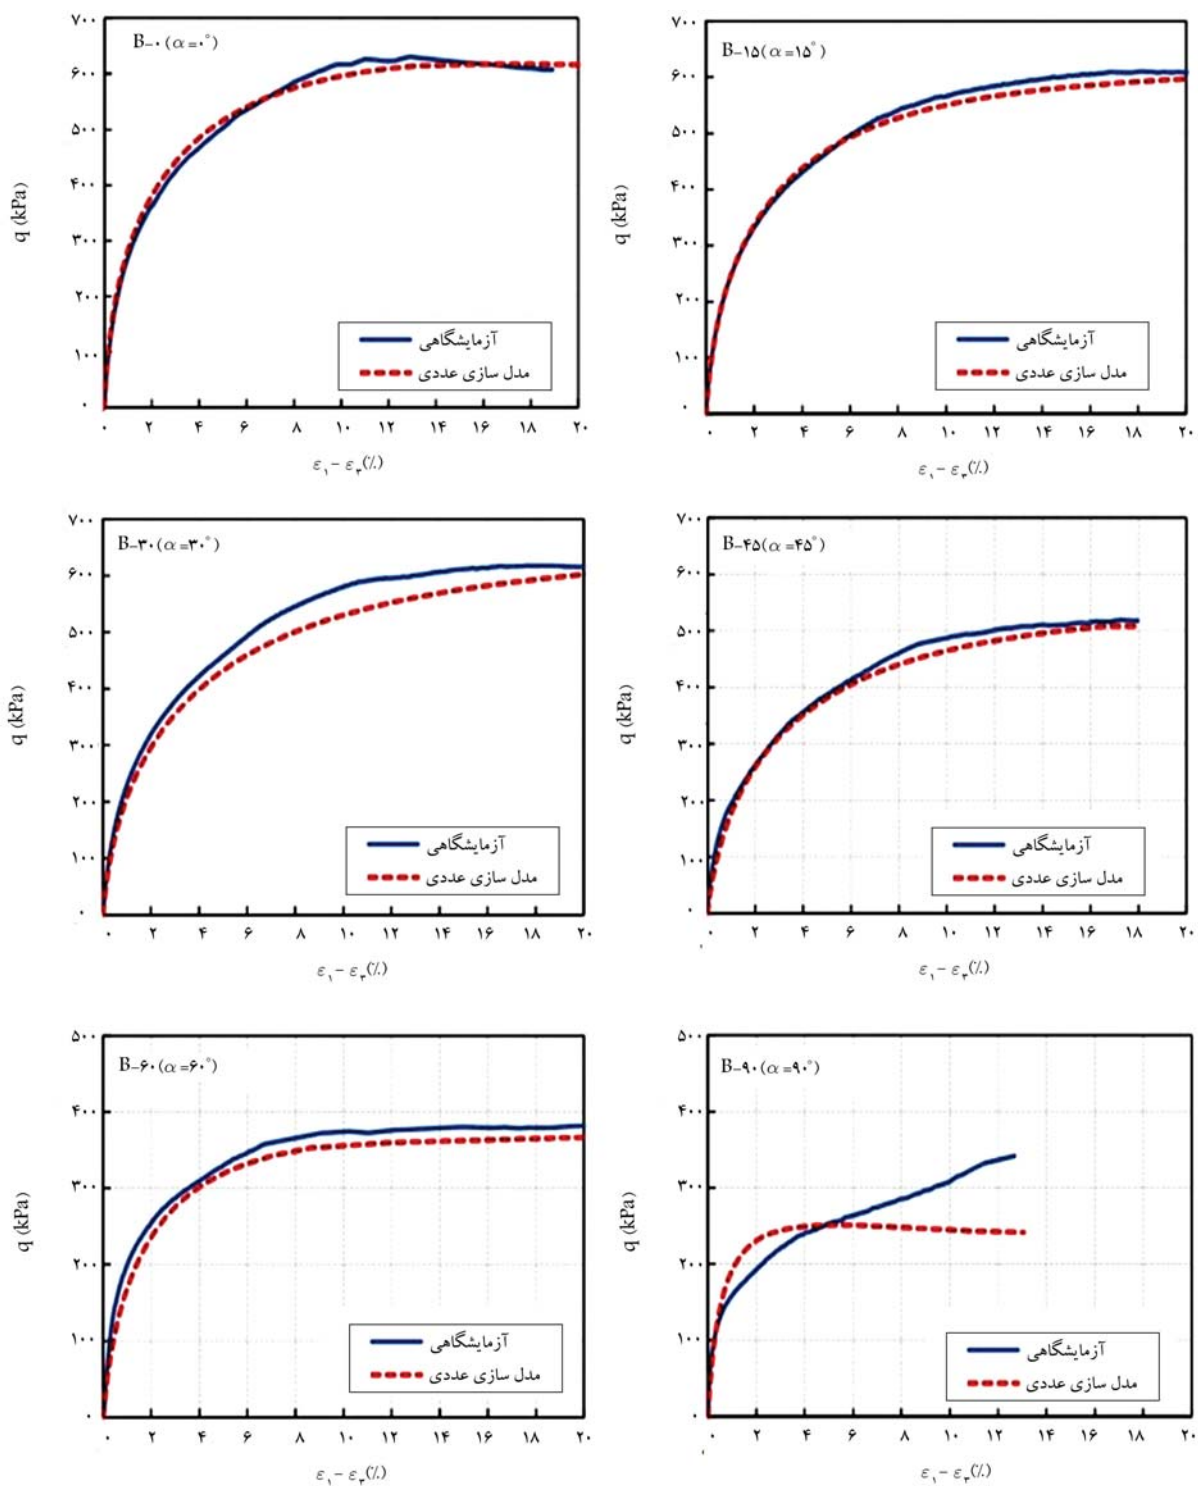 B-۰(α=۰°)
q (kPa)
۷۰۰
۶۰۰
۵۰۰
۴۰۰
۳۰۰
۲۰۰
۱۰۰
۰
آزمایشگاهی
مدل سازی عددی
۰ ۲ ۴ ۶ ۸ ۱۰ ۱۲ ۱۴ ۱۶ ۱۸ ۲۰
ε۱- ε۳(٪)
B-۱۵(α=۱۵°)
q (kPa)
۷۰۰
۶۰۰
۵۰۰
۴۰۰
۳۰۰
۲۰۰
۱۰۰
۰
آزمایشگاهی
مدل سازی عددی
۰ ۲ ۴ ۶ ۸ ۱۰ ۱۲ ۱۴ ۱۶ ۱۸ ۲۰
ε۱- ε۳(٪)
B-۳۰(α=۳۰°)
q (kPa)
۷۰۰
۶۰۰
۵۰۰
۴۰۰
۳۰۰
۲۰۰
۱۰۰
۰
آزمایشگاهی
مدل سازی عددی
۰ ۲ ۴ ۶ ۸ ۱۰ ۱۲ ۱۴ ۱۶ ۱۸ ۲۰
ε۱- ε۳(٪)
B-۴۵(α=۴۵°)
q (kPa)
۷۰۰
۶۰۰
۵۰۰
۴۰۰
۳۰۰
۲۰۰
۱۰۰
۰
آزمایشگاهی
مدل سازی عددی
۰ ۲ ۴ ۶ ۸ ۱۰ ۱۲ ۱۴ ۱۶ ۱۸ ۲۰
ε۱- ε۳(٪)
B-۶۰(α=۶۰°)
q (kPa)
۵۰۰
۴۰۰
۳۰۰
۲۰۰
۱۰۰
۰
آزمایشگاهی
مدل سازی عددی
۰ ۲ ۴ ۶ ۸ ۱۰ ۱۲ ۱۴ ۱۶ ۱۸ ۲۰
ε۱- ε۳(٪)
B-۹۰(α=۹۰°)
q (kPa)
۵۰۰
۴۰۰
۳۰۰
۲۰۰
۱۰۰
۰
آزمایشگاهی
مدل سازی عددی
۰ ۲ ۴ ۶ ۸ ۱۰ ۱۲ ۱۴ ۱۶ ۱۸ ۲۰
ε۱- ε۳(٪)